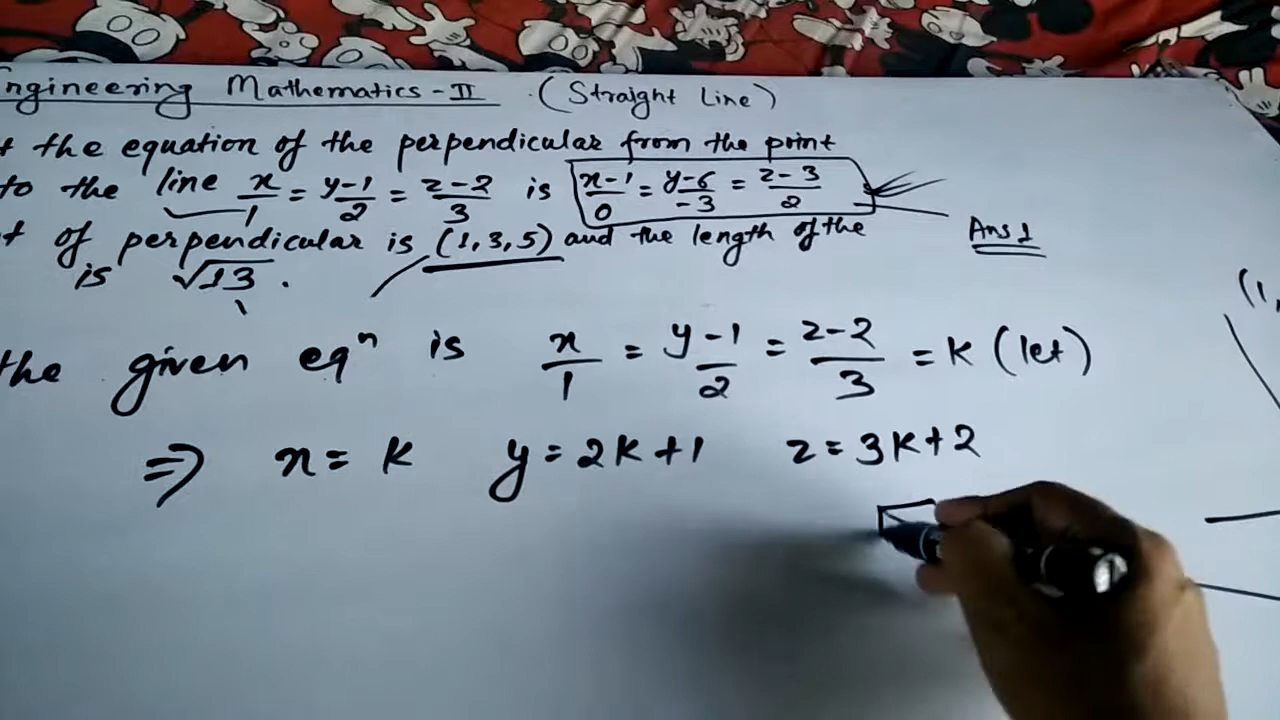 ngineering Mathematics-II (Straight Line)
the equation of the perpendicular from the point
to the line x/1 = y-1/2 = z-2/3 is x-1/0 = y-6/-3 = z-3/2
of perpendicular is (1,3,5) and the length of the Ans 1
is √13.
(1,
the given eqⁿ is x/1 = y-1/2 = z-2/3 = K (let)
⇒ x = K y = 2K+1 z = 3K+2